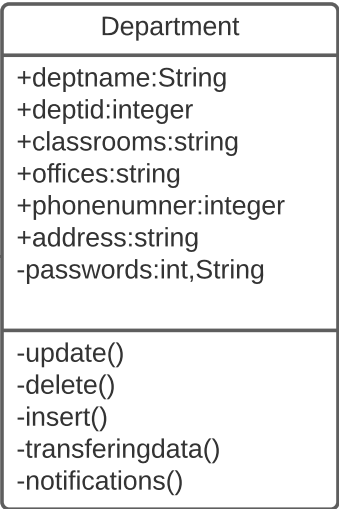 Department
+deptname:String
+deptid:integer
+classrooms:string
+offices:string
+phonenumner:integer
+address:string
-passwords:int,String
-update()
-delete()
-insert()
-transferingdata()
-notifications()